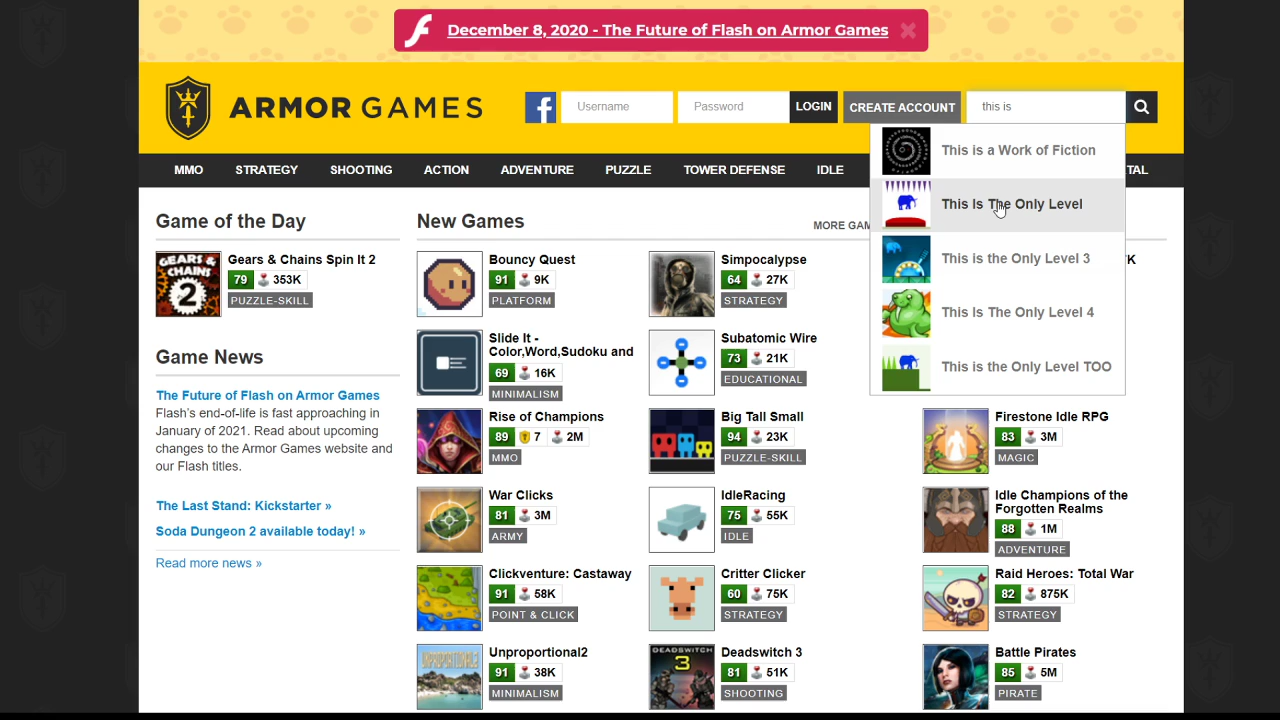 December 8, 2020 - The Future of Flash on Armor Games
ARMOR GAMES
Username
Password
LOGIN
CREATE ACCOUNT
this is
MMO
STRATEGY
SHOOTING
ACTION
ADVENTURE
PUZZLE
TOWER DEFENSE
IDLE
TAL
This is a Work of Fiction
This Is The Only Level
This is the Only Level 3
This Is The Only Level 4
This is the Only Level TOO
Game of the Day
GEARS & CHAINS 2
Gears & Chains Spin It 2
79 353K
PUZZLE-SKILL
Game News
The Future of Flash on Armor Games
Flash's end-of-life is fast approaching in
January of 2021. Read about upcoming
changes to the Armor Games website and
our Flash titles.
The Last Stand: Kickstarter »
Soda Dungeon 2 available today! »
Read more news »
New Games
MORE GAM
Bouncy Quest
91 9K
PLATFORM
Simpocalypse
64 27K
STRATEGY
7K
Slide It -
Color,Word,Sudoku and
69 16K
MINIMALISM
Subatomic Wire
73 21K
EDUCATIONAL
Rise of Champions
89 7 2M
MMO
Big Tall Small
94 23K
PUZZLE-SKILL
Firestone Idle RPG
83 3M
MAGIC
War Clicks
81 3M
ARMY
IdleRacing
75 55K
IDLE
Idle Champions of the
Forgotten Realms
88 1M
ADVENTURE
Clickventure: Castaway
91 58K
POINT & CLICK
Critter Clicker
60 75K
STRATEGY
Raid Heroes: Total War
82 875K
STRATEGY
UNPROPORTIONAL2
Unproportional2
91 38K
MINIMALISM
DEADSWITCH
3
Deadswitch 3
81 51K
SHOOTING
Battle Pirates
85 5M
PIRATE